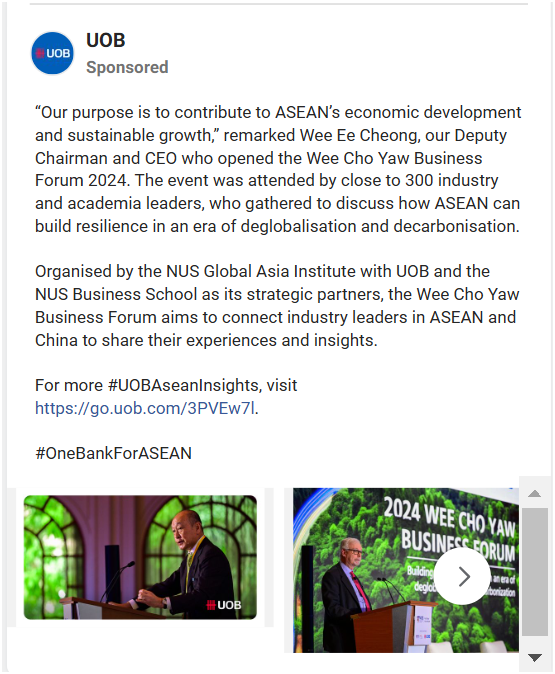 UOB
UOB
Sponsored
“Our purpose is to contribute to ASEAN’s economic development
and sustainable growth,” remarked Wee Ee Cheong, our Deputy
Chairman and CEO who opened the Wee Cho Yaw Business
Forum 2024. The event was attended by close to 300 industry
and academia leaders, who gathered to discuss how ASEAN can
build resilience in an era of deglobalisation and decarbonisation.
Organised by the NUS Global Asia Institute with UOB and the
NUS Business School as its strategic partners, the Wee Cho Yaw
Business Forum aims to connect industry leaders in ASEAN and
China to share their experiences and insights.
For more #UOBAseanInsights, visit
https://go.uob.com/3PVEw7l.
#OneBankForASEAN
UOB
2024 WEE CHO YAW
BUSINESS FORUM
Building
an era of